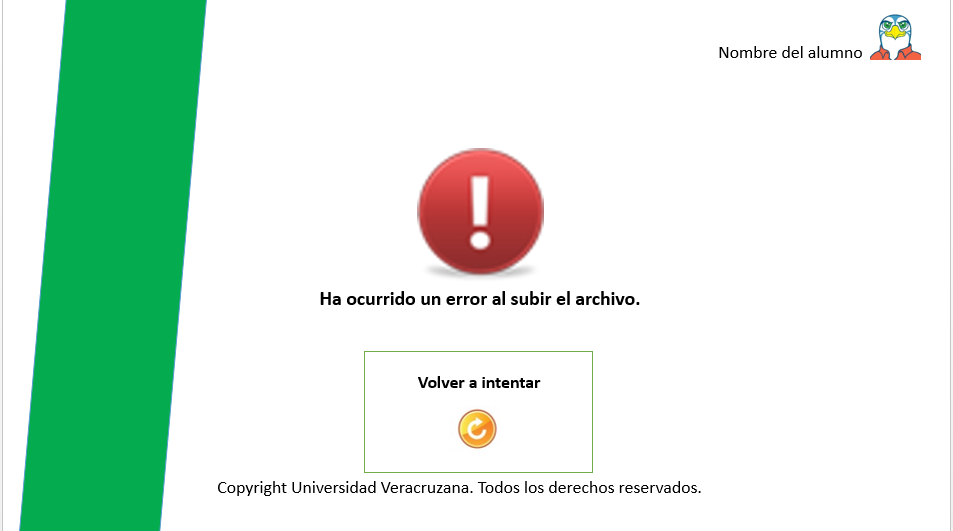 Nombre del alumno
Ha ocurrido un error al subir el archivo.
Volver a intentar
Copyright Universidad Veracruzana. Todos los derechos reservados.